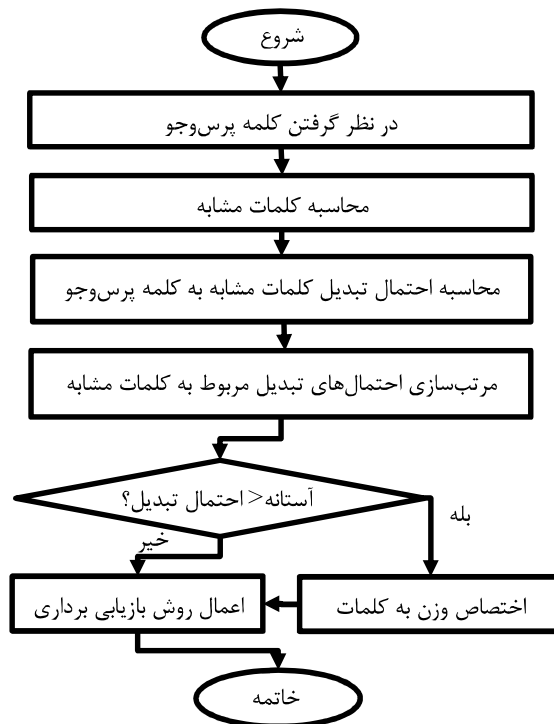 شروع
در نظر گرفتن کلمه پرس‌وجو
محاسبه کلمات مشابه
محاسبه احتمال تبدیل کلمات مشابه به کلمه پرس‌وجو
مرتب‌سازی احتمال‌های تبدیل مربوط به کلمات مشابه
آستانه< احتمال تبدیل؟
بله
خیر
اختصاص وزن به کلمات
اعمال روش بازیابی برداری
خاتمه